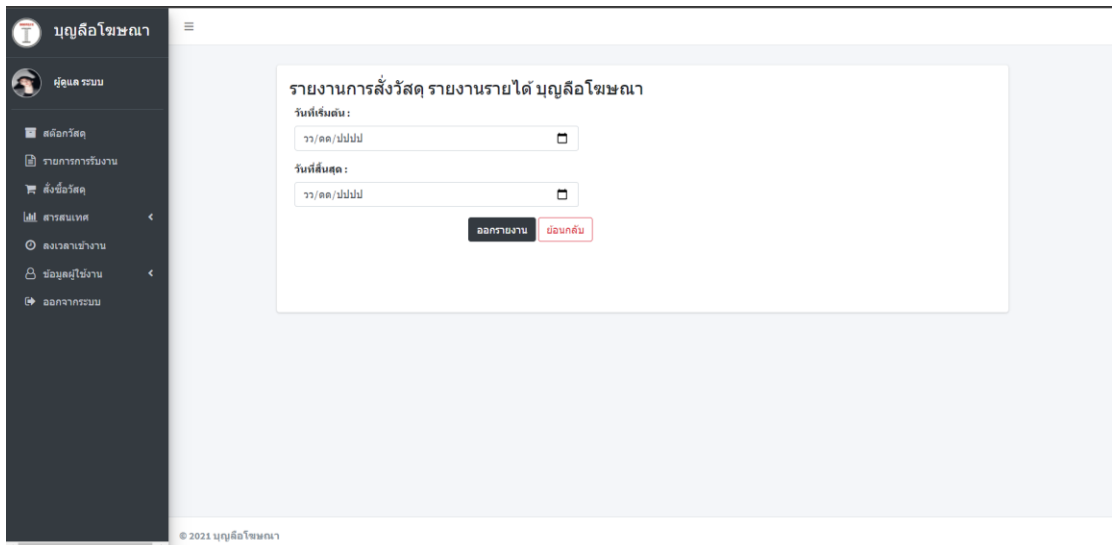 บุญลือโฆษณา
ผู้ดูแล ระบบ
สต๊อกวัสดุ
รายการการรับงาน
สั่งซื้อวัสดุ
สารสนเทศ
ลงเวลาเข้างาน
ข้อมูลผู้ใช้งาน
ออกจากระบบ
รายงานการสั่งวัสดุ รายงานรายได้ บุญลือโฆษณา
วันที่เริ่มต้น :
วว/ดด/ปปปป
วันที่สิ้นสุด :
วว/ดด/ปปปป
ออกรายงาน ย้อนกลับ
© 2021 บุญลือโฆษณา